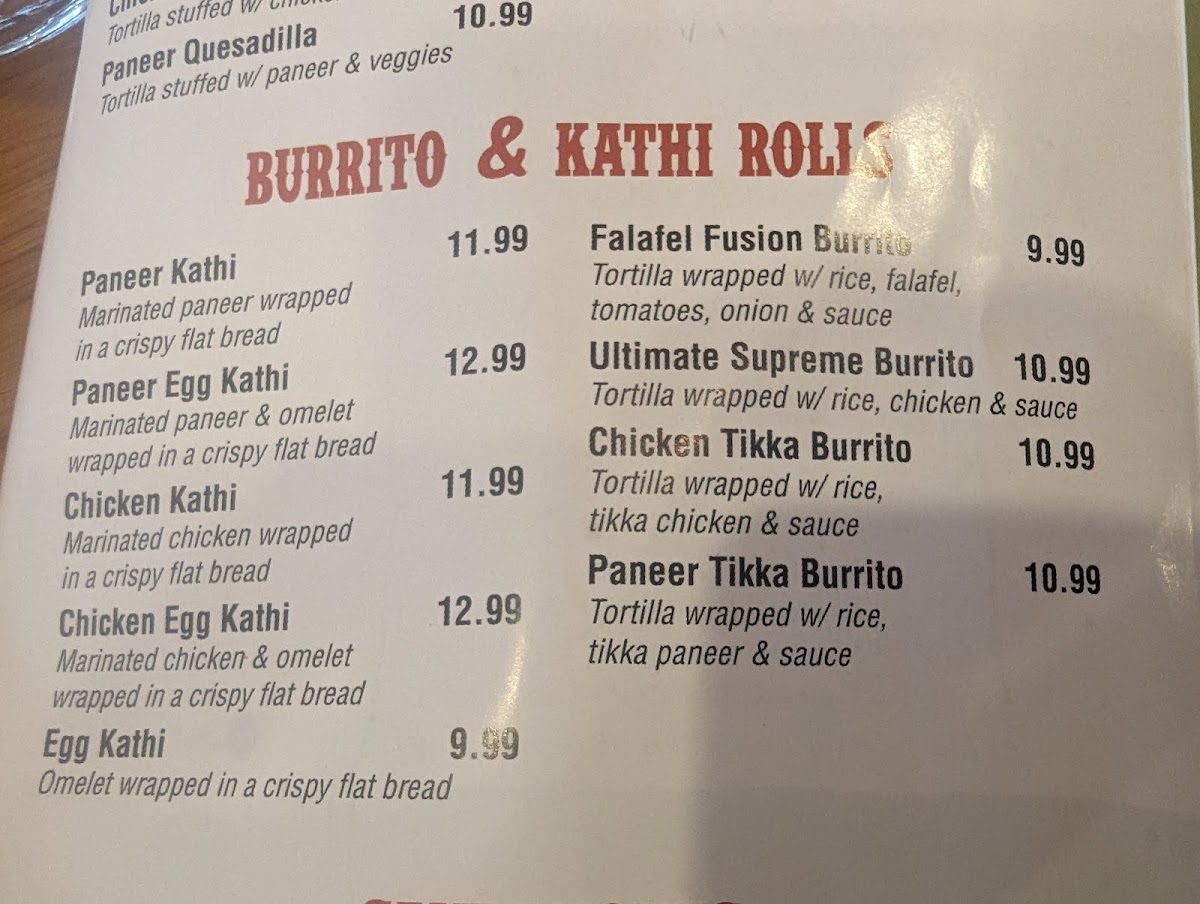 Tortilla stuffed w/
Paneer Quesadilla 10.99
Tortilla stuffed w/ paneer & veggies
BURRITO & KATHI ROLLS
Paneer Kathi 11.99
Marinated paneer wrapped
in a crispy flat bread
Paneer Egg Kathi 12.99
Marinated paneer & omelet
wrapped in a crispy flat bread
Chicken Kathi 11.99
Marinated chicken wrapped
in a crispy flat bread
Chicken Egg Kathi 12.99
Marinated chicken & omelet
wrapped in a crispy flat bread
Egg Kathi 9.99
Omelet wrapped in a crispy flat bread
Falafel Fusion Burrito 9.99
Tortilla wrapped w/ rice, falafel,
tomatoes, onion & sauce
Ultimate Supreme Burrito 10.99
Tortilla wrapped w/ rice, chicken & sauce
Chicken Tikka Burrito 10.99
Tortilla wrapped w/ rice,
tikka chicken & sauce
Paneer Tikka Burrito 10.99
Tortilla wrapped w/ rice,
tikka paneer & sauce